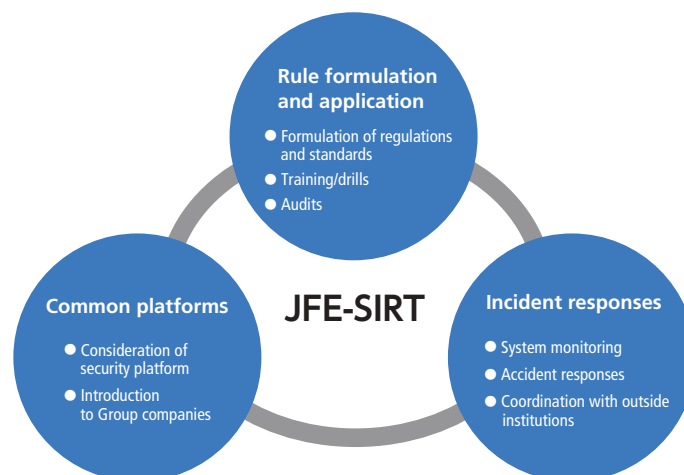 Rule formulation
and application
● Formulation of regulations
and standards
● Training/drills
● Audits
JFE-SIRT
Common platforms
● Consideration of
security platform
● Introduction
to Group companies
Incident responses
● System monitoring
● Accident responses
● Coordination with outside
institutions